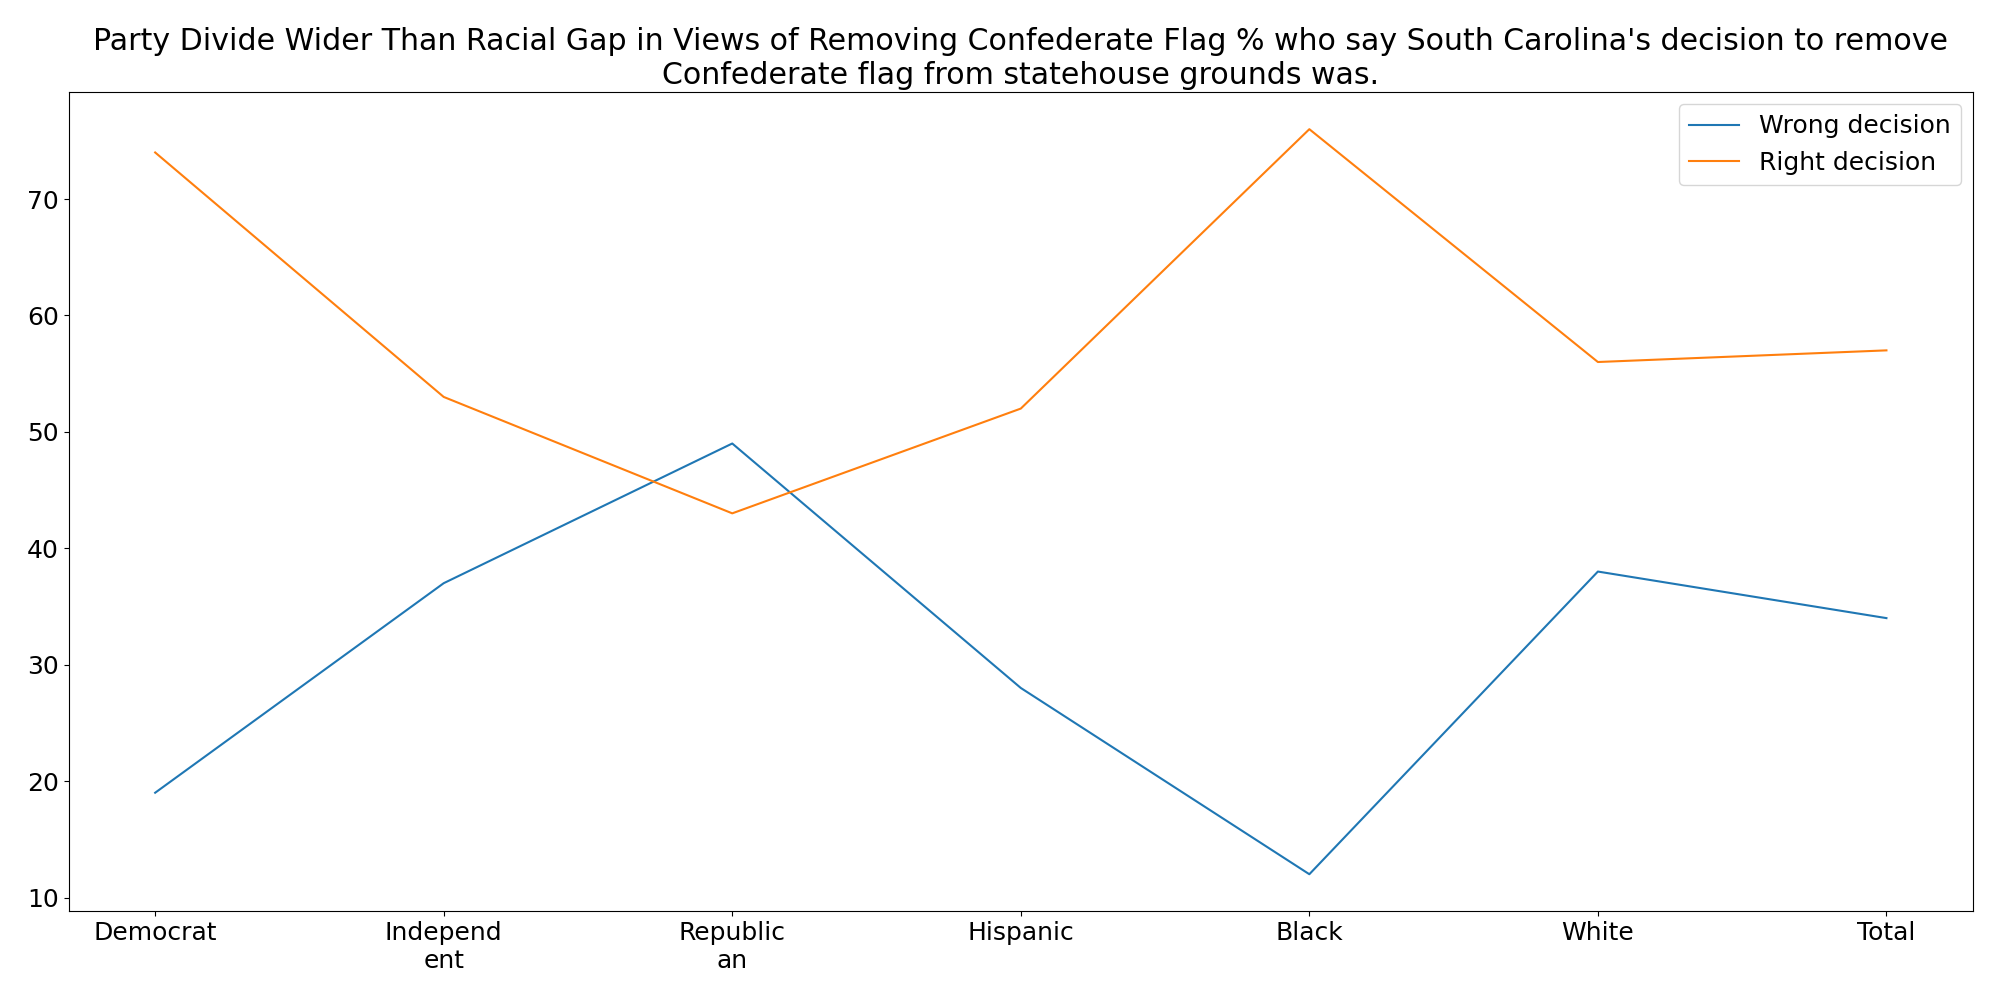 Party Divide Wider Than Racial Gap in Views of Removing Confederate Flag % who say South Carolina's decision to remove
Confederate flag from statehouse grounds was.
Wrong decision
Right decision
70
60
50
40
30
20
10
Democrat
Independ
ent
Republic
an
Hispanic
Black
White
Total